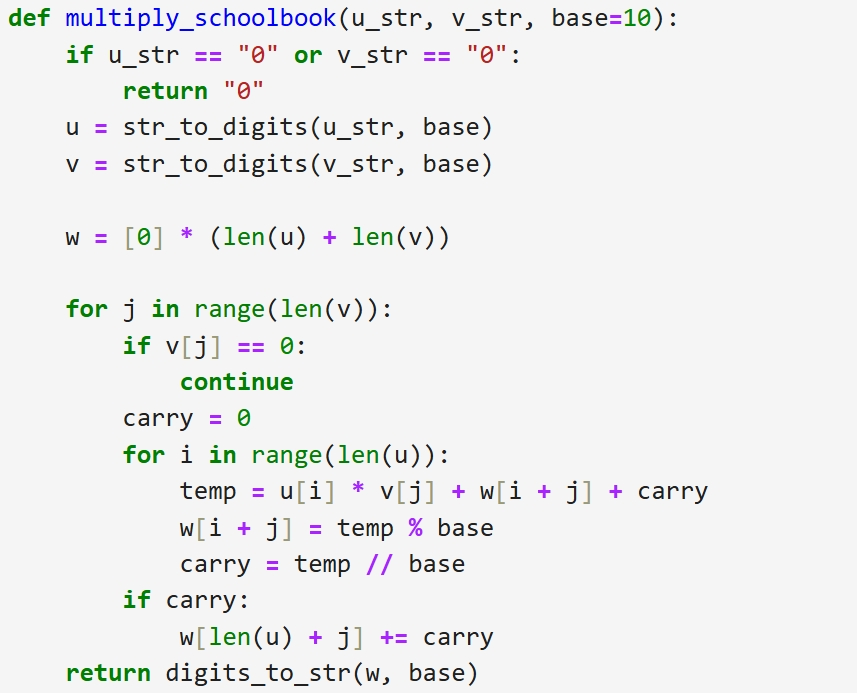 def multiply_schoolbook(u_str, v_str, base=10):
    if u_str == "0" or v_str == "0":
        return "0"
    u = str_to_digits(u_str, base)
    v = str_to_digits(v_str, base)

    w = [0] * (len(u) + len(v))

    for j in range(len(v)):
        if v[j] == 0:
            continue
        carry = 0
        for i in range(len(u)):
            temp = u[i] * v[j] + w[i + j] + carry
            w[i + j] = temp % base
            carry = temp // base
        if carry:
            w[len(u) + j] += carry
    return digits_to_str(w, base)